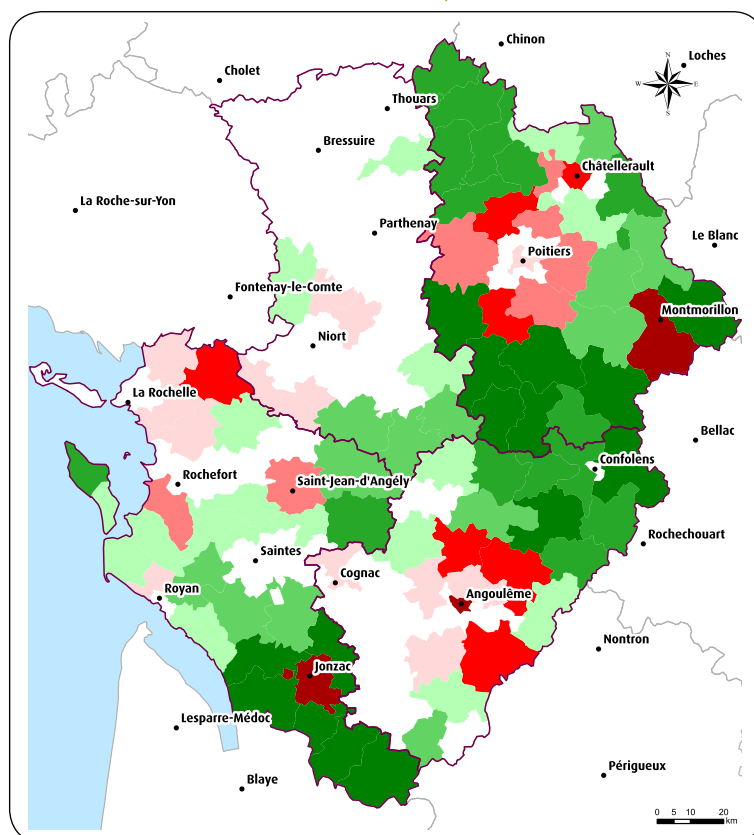 Chinon
Loches
N
W E
S
Cholet
Thouars
Bressuire
Châtellerault
La Roche-sur-Yon
Parthenay
Le Blanc
Poitiers
Fontenay-le-Comte
Montmorillon
Niort
La Rochelle
Bellac
Confolens
Rochefort
Saint-Jean-d'Angély
Rochechouart
Saintes
Cognac
Royan
Angoulême
Nontron
Jonzac
Lesparre-Médoc
Périgueux
Blaye
0 5 10 20
km